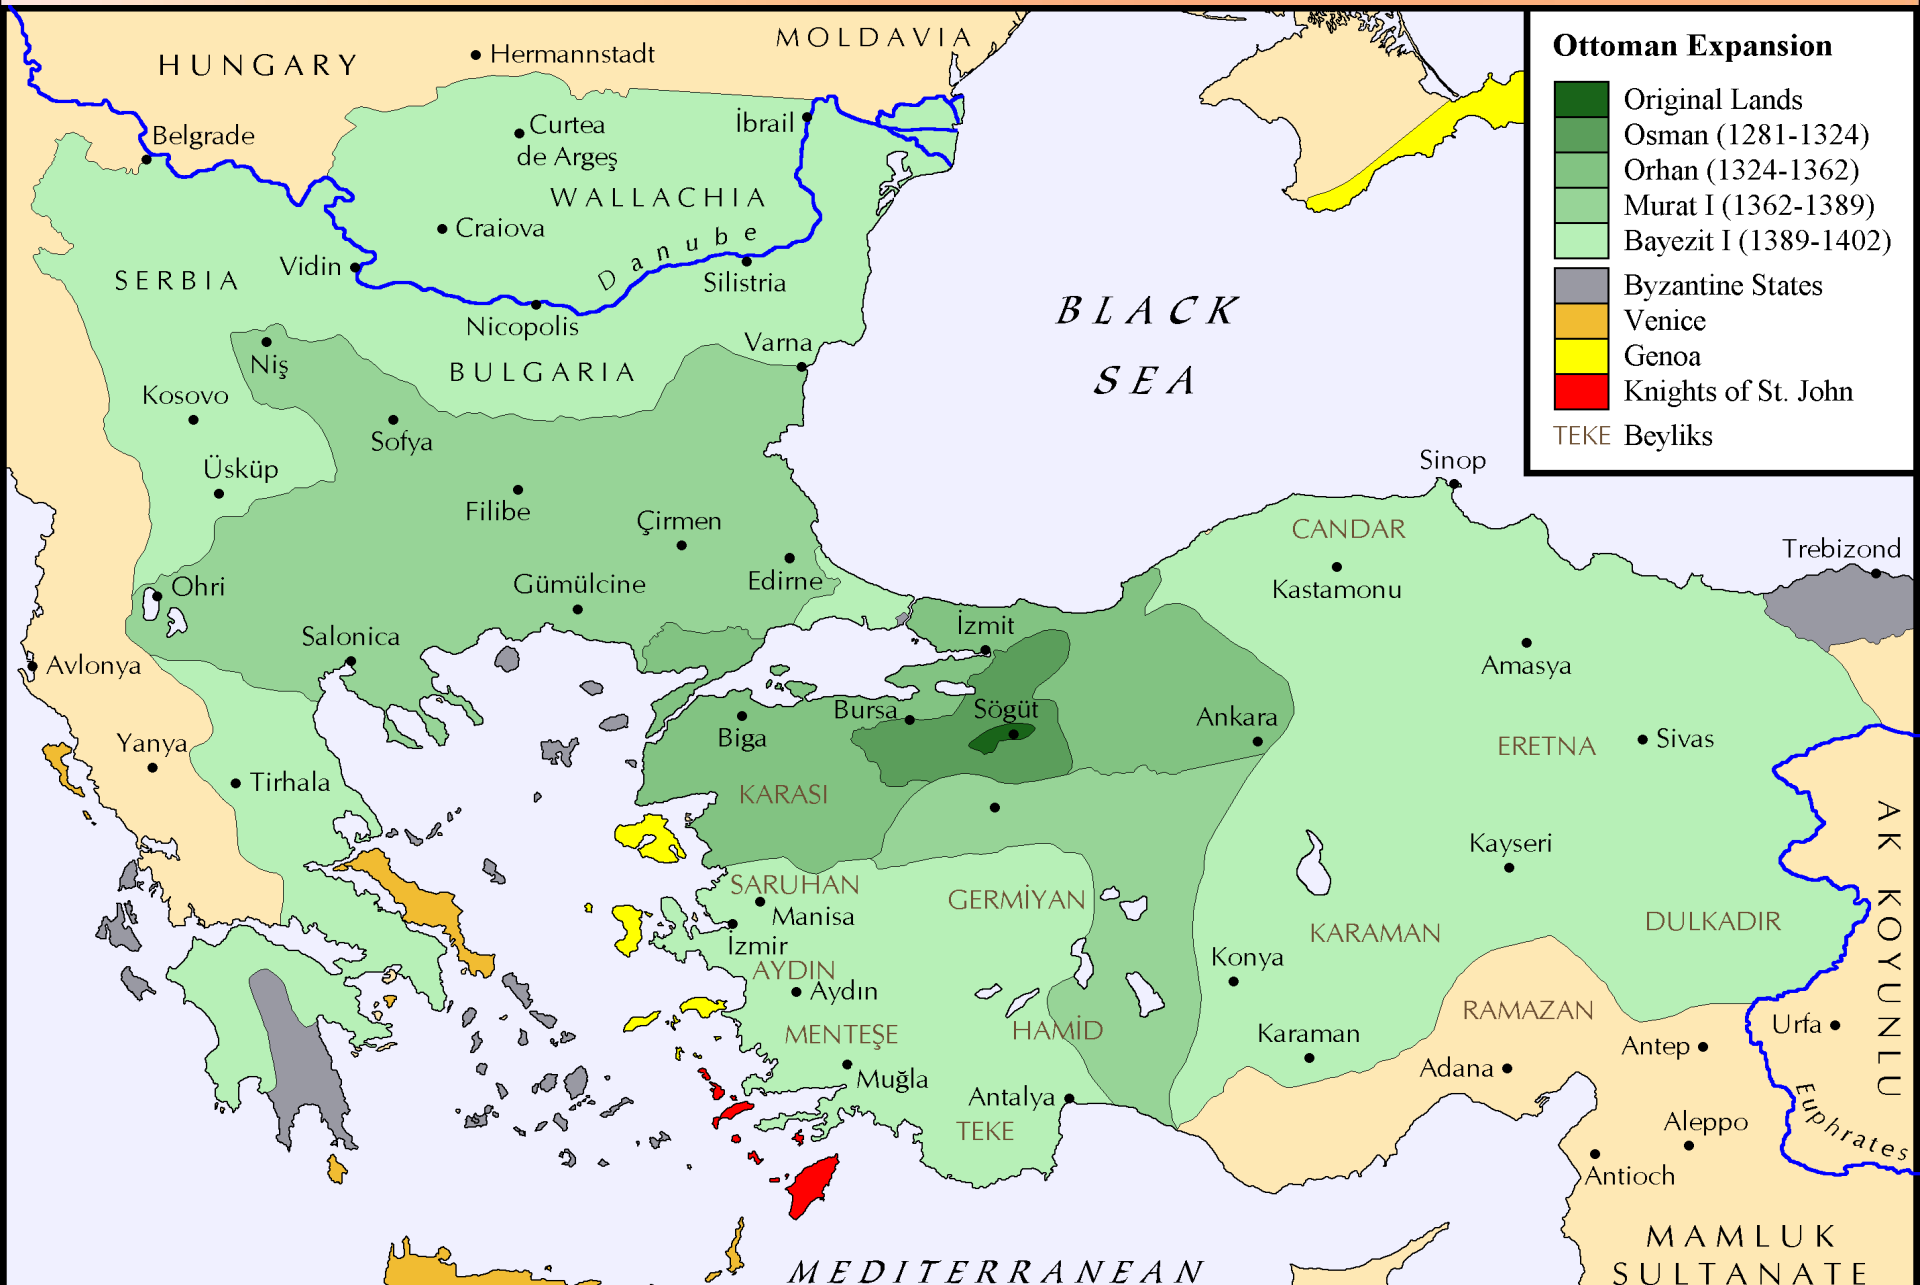 HUNGARY
Hermannstadt
MOLDAVIA
Ottoman Expansion
Original Lands
Osman (1281-1324)
Orhan (1324-1362)
Murat I (1362-1389)
Bayezit I (1389-1402)
Byzantine States
Venice
Genoa
Knights of St. John
TEKE Beyliks
Belgrade
Curtea
de Argeş
İbrail
WALLACHIA
Craiova
Danube
SERBIA
Vidin
Silistria
Nicopolis
BLACK
SEA
Niş
BULGARIA
Varna
Kosovo
Sofya
Üsküp
Filibe
Çirmen
Sinop
CANDAR
Trebizond
Ohri
Gümülcine
Edirne
Kastamonu
Salonica
İzmit
Avlonya
Amasya
Bursa
Sögüt
Ankara
Yanya
Biga
ERETNA
Sivas
Tirhala
KARASI
AK KOYUNLU
Kayseri
SARUHAN
Manisa
GERMİYAN
İzmir
KARAMAN
DULKADIR
AYDIN
Aydın
Konya
MENTEŞE
HAMİD
RAMAZAN
Urfa
Karaman
Antep
Muğla
Adana
Antalya
Euphrates
TEKE
Aleppo
Antioch
MAMLUK
SULTANATE
MEDITERRANEAN